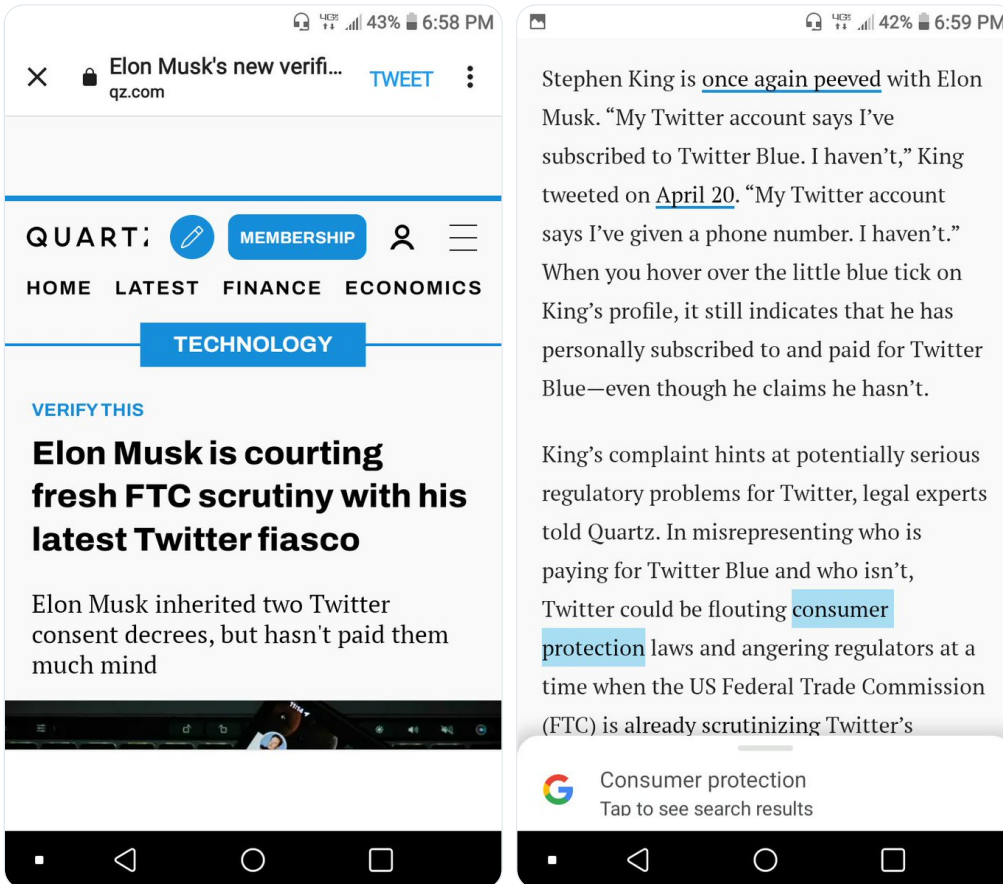 43% 6:58 PM
Elon Musk's new verifi...
qz.com
TWEET
QUART
MEMBERSHIP
HOME LATEST FINANCE ECONOMICS
TECHNOLOGY
VERIFY THIS
Elon Musk is courting
fresh FTC scrutiny with his
latest Twitter fiasco
Elon Musk inherited two Twitter
consent decrees, but hasn't paid them
much mind
11:14
4G 42% 6:59 PM
Stephen King is once again peeved with Elon
Musk. “My Twitter account says I’ve
subscribed to Twitter Blue. I haven’t,” King
tweeted on April 20. “My Twitter account
says I’ve given a phone number. I haven’t.”
When you hover over the little blue tick on
King’s profile, it still indicates that he has
personally subscribed to and paid for Twitter
Blue—even though he claims he hasn’t.
King’s complaint hints at potentially serious
regulatory problems for Twitter, legal experts
told Quartz. In misrepresenting who is
paying for Twitter Blue and who isn’t,
Twitter could be flouting consumer
protection laws and angering regulators at a
time when the US Federal Trade Commission
(FTC) is already scrutinizing Twitter’s
Consumer protection
Tap to see search results